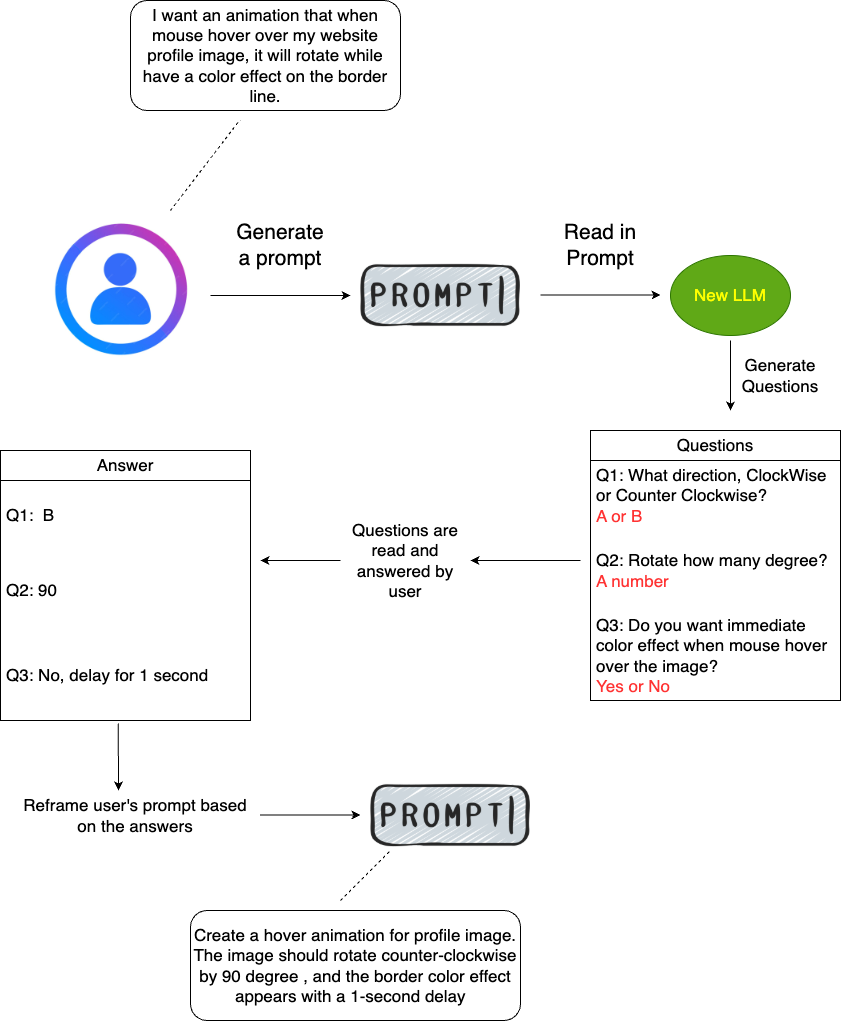 I want an animation that when
mouse hover over my website
profile image, it will rotate while
have a color effect on the border
line.
Generate
a prompt
PROMPT
Read in
Prompt
New LLM
Generate
Questions
Questions
Q1: What direction, ClockWise
or Counter Clockwise?
A or B
Q2: Rotate how many degree?
A number
Q3: Do you want immediate
color effect when mouse hover
over the image?
Yes or No
Questions are
read and
answered by
user
Answer
Q1:  B
Q2: 90
Q3: No, delay for 1 second
Reframe user's prompt based
on the answers
PROMPT
Create a hover animation for profile image.
The image should rotate counter-clockwise
by 90 degree , and the border color effect
appears with a 1-second delay